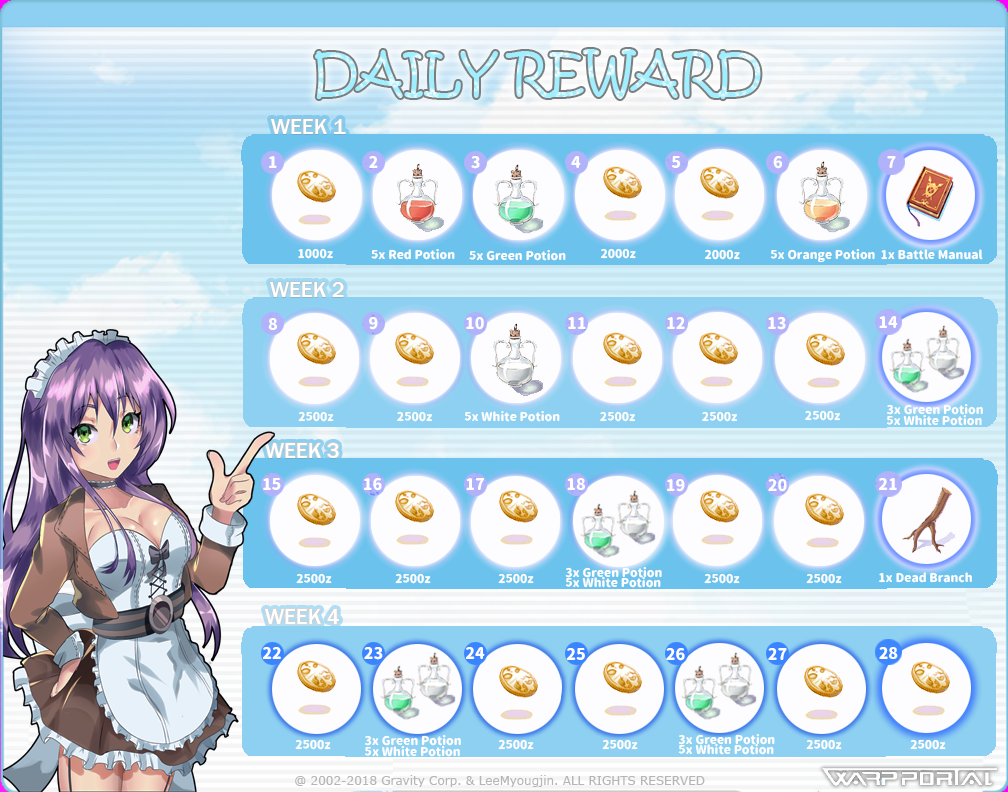 DAILY REWARD
WEEK 1
1 2 3 4 5 6 7
1000z 5x Red Potion 5x Green Potion 2000z 2000z 5x Orange Potion 1x Battle Manual
WEEK 2
8 9 10 11 12 13 14
2500z 2500z 5x White Potion 2500z 2500z 2500z 3x Green Potion
5x White Potion
WEEK 3
15 16 17 18 19 20 21
2500z 2500z 2500z 3x Green Potion 2500z 2500z 1x Dead Branch
5x White Potion
WEEK 4
22 23 24 25 26 27 28
2500z 3x Green Potion 2500z 2500z 3x Green Potion 2500z 2500z
5x White Potion 5x White Potion
© 2002-2018 Gravity Corp. & LeeMyougjin. ALL RIGHTS RESERVED
WARP PORTAL